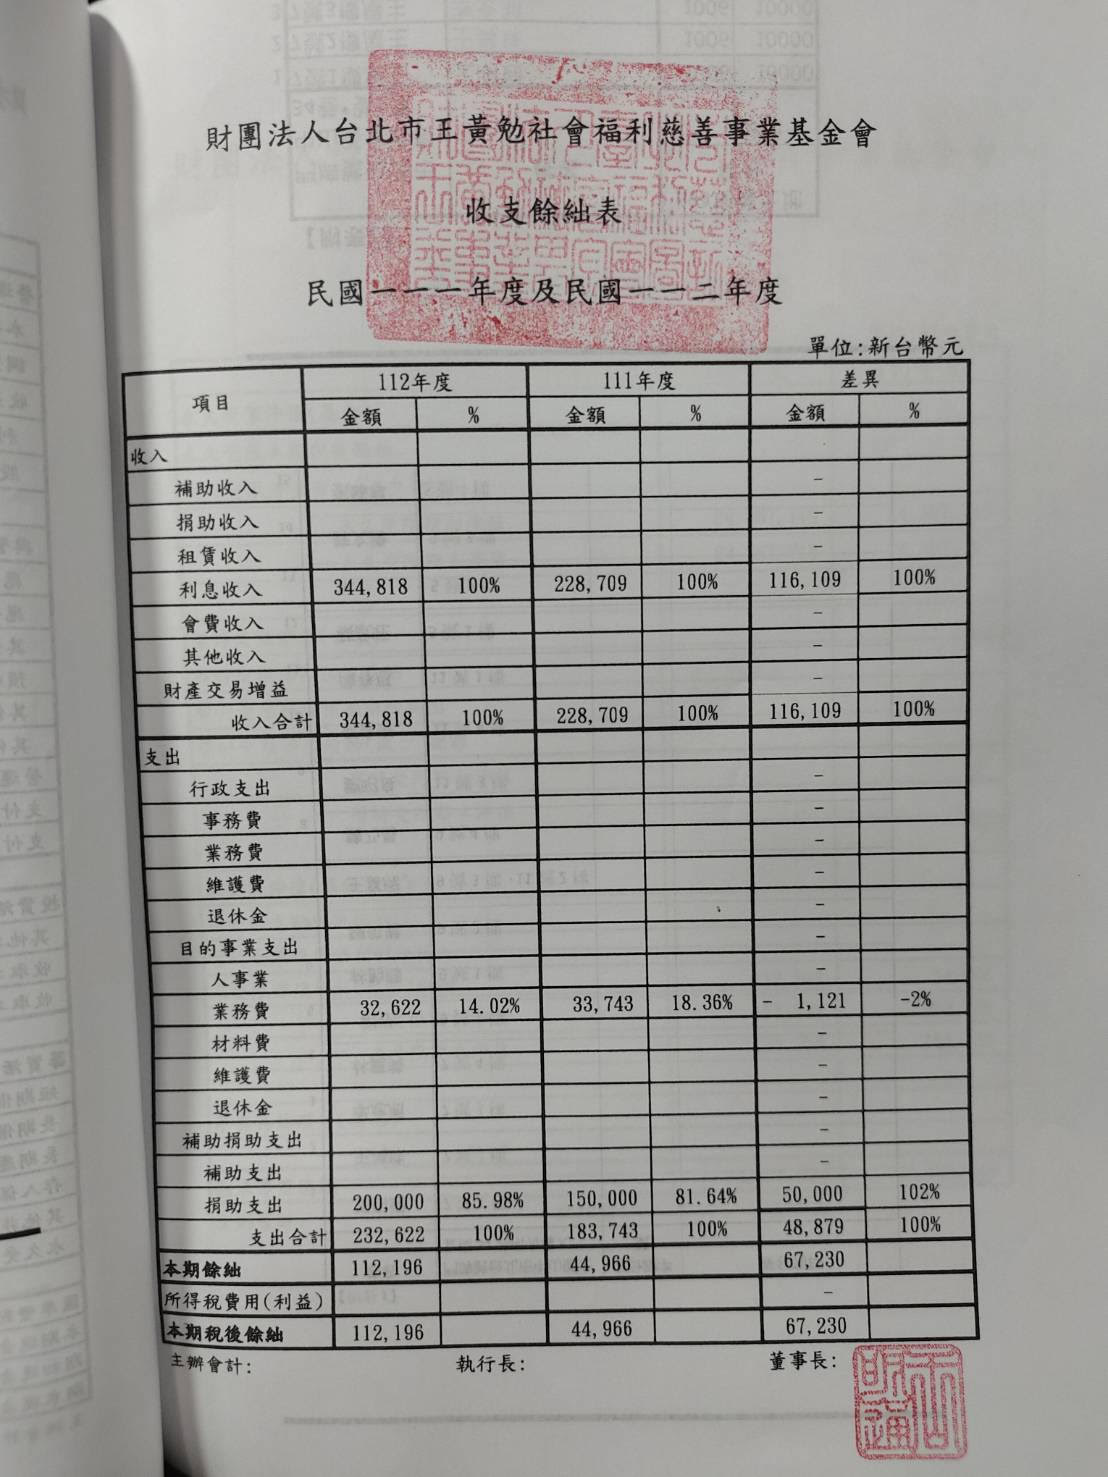 財團法人台北市王黃勉社會福利慈善事業基金會
收支餘絀表
民國一一一年度及民國一一二年度
單位:新台幣元
項目 112年度 111年度 差異
金額 % 金額 % 金額 %
收入
補助收入 -
捐助收入 -
租賃收入 -
利息收入 344,818 100% 228,709 100% 116,109 100%
會費收入 -
其他收入 -
財產交易增益 -
收入合計 344,818 100% 228,709 100% 116,109 100%
支出
行政支出 -
事務費 -
業務費 -
維護費 -
退休金 -
目的事業支出 -
人事業 -
業務費 32,622 14.02% 33,743 18.36% - 1,121 -2%
材料費 -
維護費 -
退休金 -
補助捐助支出 -
補助支出 -
捐助支出 200,000 85.98% 150,000 81.64% 50,000 102%
支出合計 232,622 100% 183,743 100% 48,879 100%
本期餘絀 112,196 44,966 67,230
所得稅費用(利益) -
本期稅後餘絀 112,196 44,966 67,230
主辦會計: 執行長: 董事長: